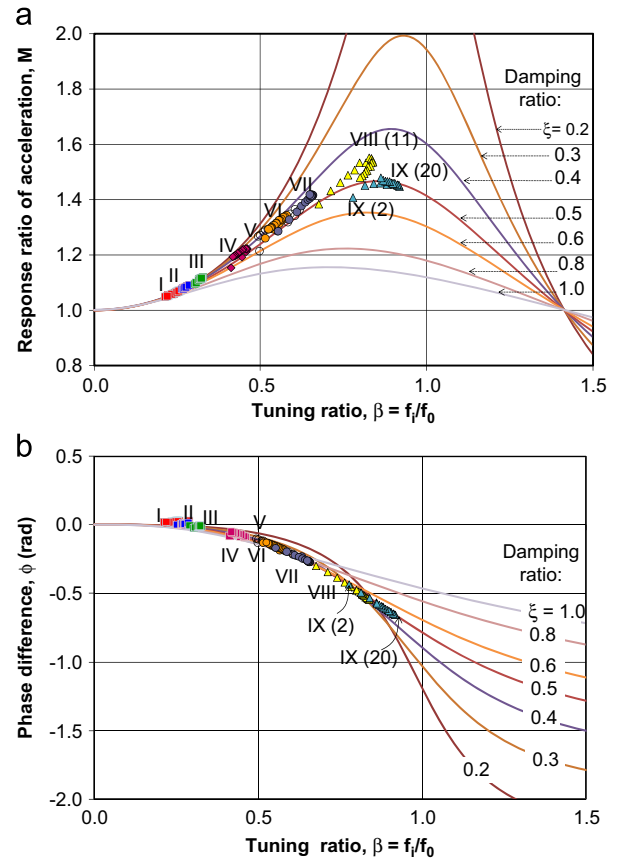 a
Response ratio of acceleration, M
2.0
1.8
1.6
1.4
1.2
1.0
0.8
0.0
0.5
1.0
1.5
Tuning ratio, β = fi/f0
Damping
ratio:
ξ= 0.2
0.3
0.4
0.5
0.6
0.8
1.0
VIII (11)
IX (20)
IX (2)
VII
VI
V
IV
III
II
I
b
Phase difference, ϕ (rad)
0.5
0.0
-0.5
-1.0
-1.5
-2.0
0.0
0.5
1.0
1.5
Tuning ratio, β = fi/f0
I
II
III
IV
V
VI
VII
VIII
IX (2)
IX (20)
Damping
ratio:
ξ = 1.0
0.8
0.6
0.5
0.4
0.3
0.2